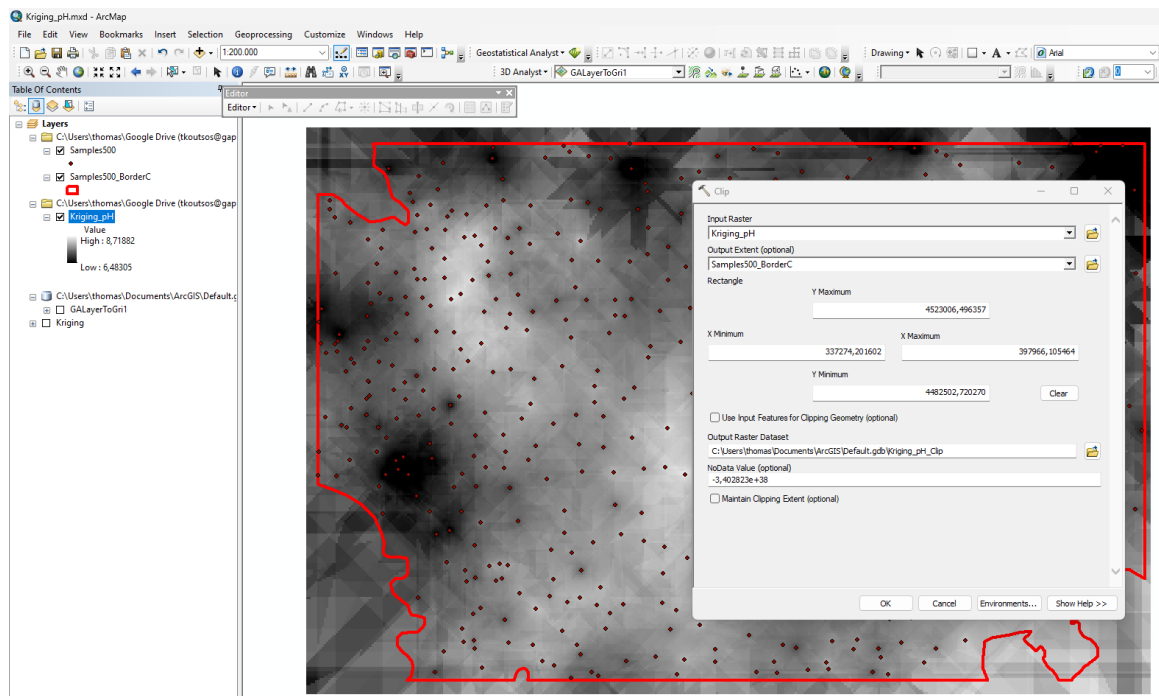 Kriging_pH.mxd - ArcMap
File Edit View Bookmarks Insert Selection Geoprocessing Customize Windows Help
1:200.000 Geostatistical Analyst Drawing A Arial
3D Analyst GALayerToGri1 0
Table Of Contents
Editor
Editor
Layers
C:\Users\thomas\Google Drive (tkoutsos@gap
Samples500
Samples500_BorderC
C:\Users\thomas\Google Drive (tkoutsos@gap
Kriging_pH
Value
High : 8,71882
Low : 6,48305
C:\Users\thomas\Documents\ArcGIS\Default.g
GALayerToGri1
Kriging
Clip
Input Raster
Kriging_pH
Output Extent (optional)
Samples500_BorderC
Rectangle
Y Maximum
4523006,496357
X Minimum X Maximum
337274,201602 397966,105464
Y Minimum
4482502,720270 Clear
Use Input Features for Clipping Geometry (optional)
Output Raster Dataset
C:\Users\thomas\Documents\ArcGIS\Default.gdb\Kriging_pH_Clip
NoData Value (optional)
-3,402823e+38
Maintain Clipping Extent (optional)
OK Cancel Environments... Show Help >>